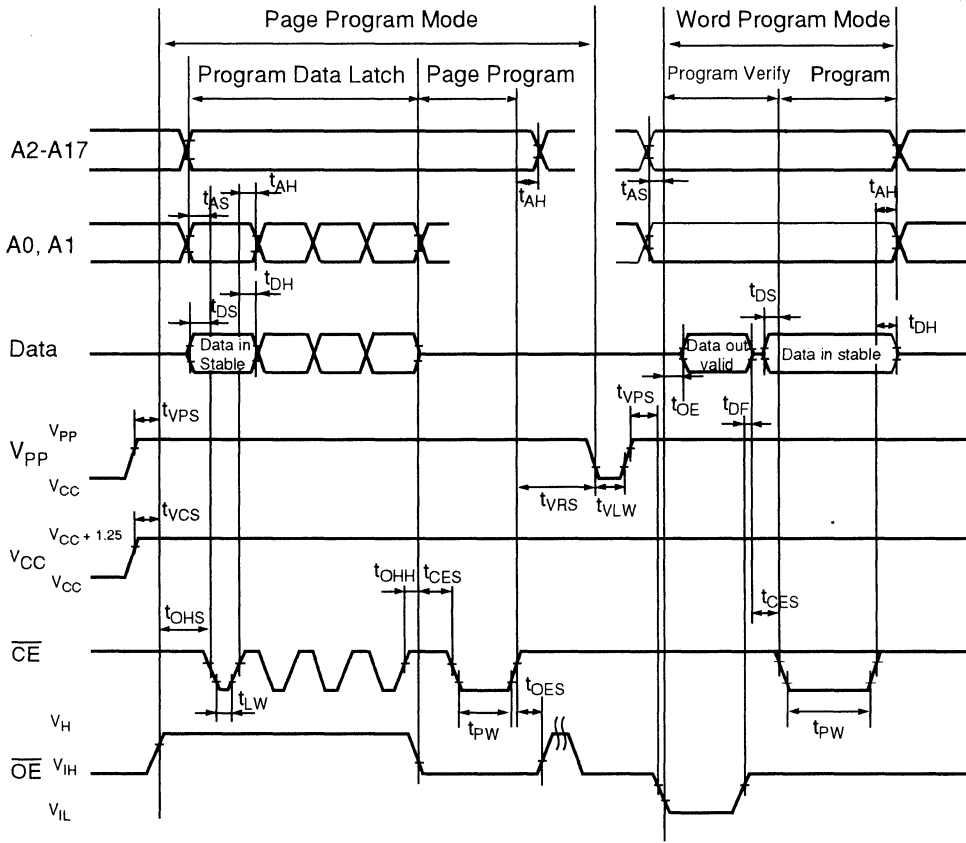 Page Program Mode
Word Program Mode
Program Data Latch
Page Program
Program Verify
Program
A2-A17
tAH
tAS
tAH
tAS
tAH
A0, A1
tDH
tDS
tDS
tDH
Data
Data in
Stable
Data out
valid
Data in stable
tVPS
tVPS
tOE
tDF
VPP
VPP
VCC
tVRS
tVLW
tVCS
VCC + 1.25
VCC
VCC
tOHH
tCES
tCES
tOHS
CE
tLW
tOES
tPW
tPW
VH
OE
VIH
VIL